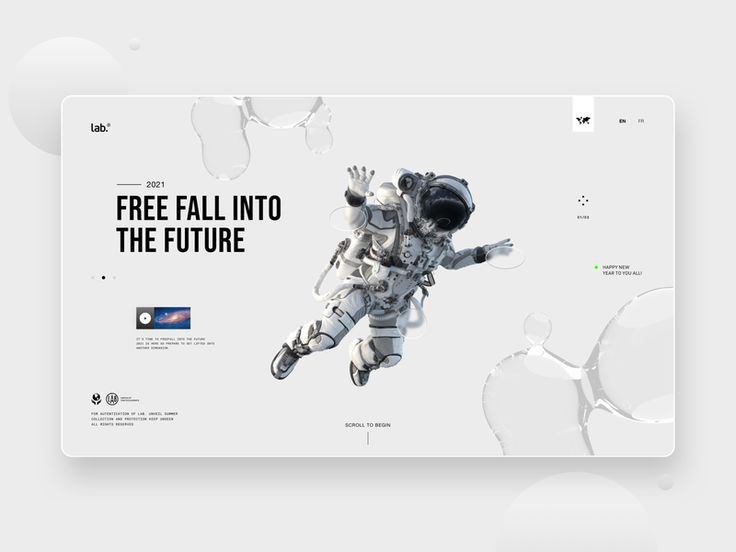 lab.®
EN FR
2021
FREE FALL INTO
THE FUTURE
01/03
HAPPY NEW
YEAR TO YOU ALL!
IT'S TIME TO FREEFALL INTO THE FUTURE
2021 IS HERE SO PREPARE TO GET LIFTED INTO
ANOTHER DIMENSION.
LAB
FOR AUTENTICATION OF LAB. UNVEIL SUMMER
COLLECTION AND PROTECTION KEEP UNSEEN
ALL RIGHTS RESERVED
SCROLL TO BEGIN